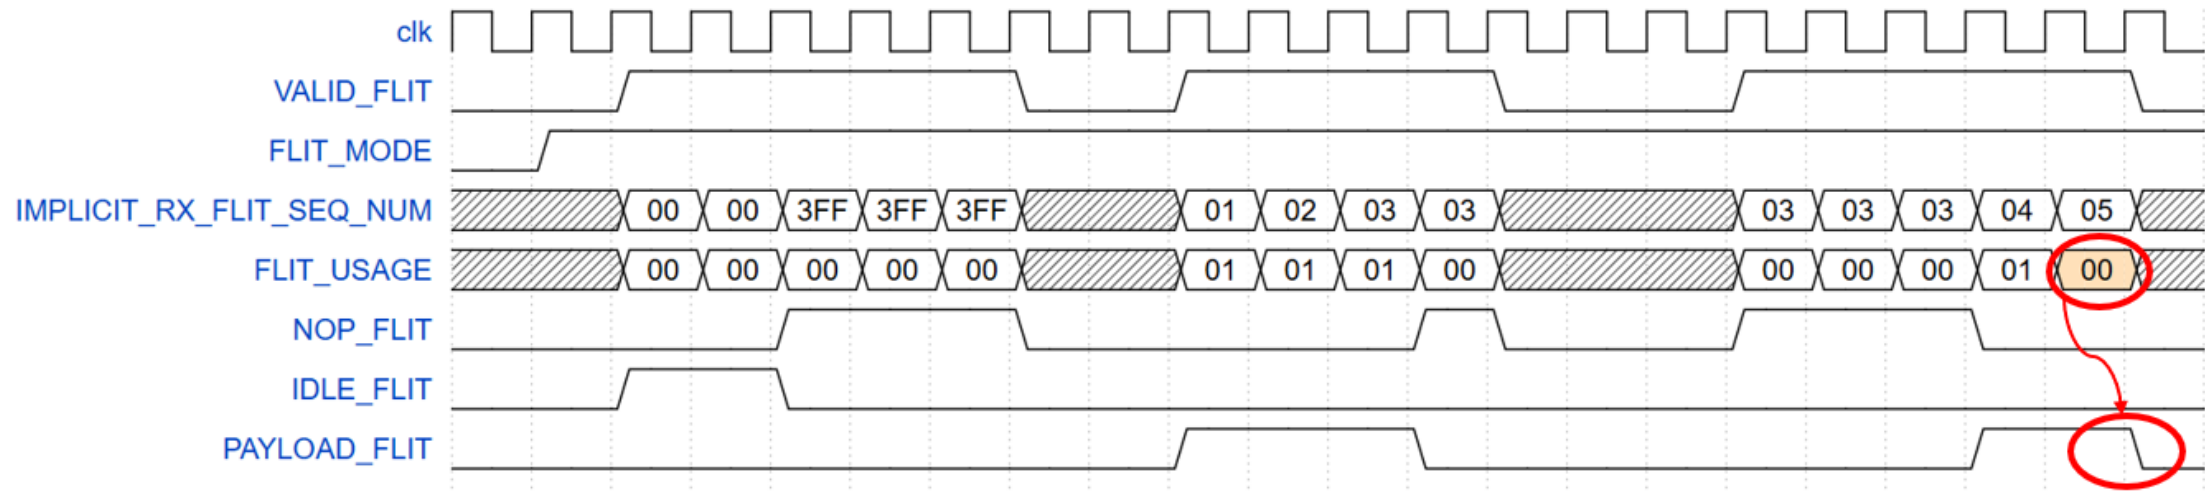 clk
VALID_FLIT
FLIT_MODE
IMPLICIT_RX_FLIT_SEQ_NUM 00 00 3FF 3FF 3FF 01 02 03 03 03 03 03 04 05
FLIT_USAGE 00 00 00 00 00 01 01 01 00 00 00 00 01 00
NOP_FLIT
IDLE_FLIT
PAYLOAD_FLIT